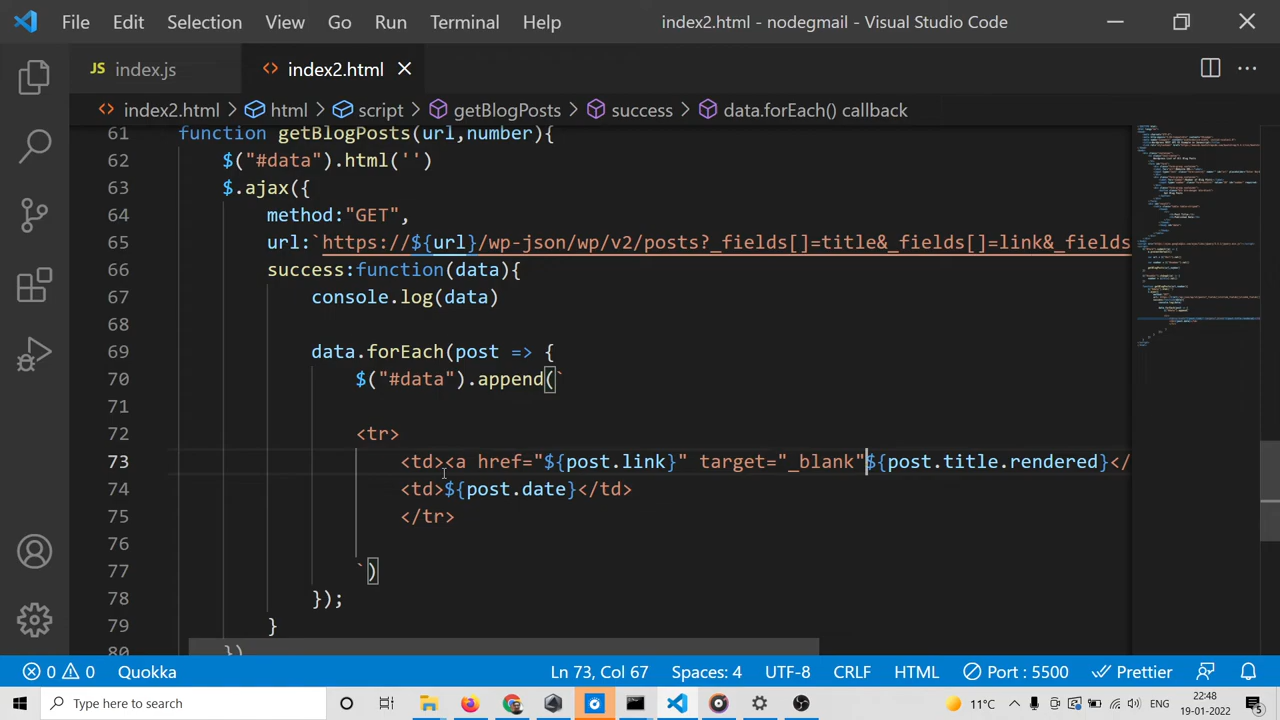 File Edit Selection View Go Run Terminal Help index2.html - nodegmail - Visual Studio Code
JS index.js <> index2.html
<> index2.html > html > script > getBlogPosts > success > data.forEach() callback
61 function getBlogPosts(url,number){
62 $("#data").html('')
63 $.ajax({
64 method:"GET",
65 url:`https://${url}/wp-json/wp/v2/posts?_fields[]=title&_fields[]=link&_fields
66 success:function(data){
67 console.log(data)
68
69 data.forEach(post => {
70 $("#data").append(`
71
72 <tr>
73 <td><a href="${post.link}" target="_blank"${post.title.rendered}</
74 <td>${post.date}</td>
75 </tr>
76
77 `)
78 });
79 }
80 })
0 0 Quokka Ln 73, Col 67 Spaces: 4 UTF-8 CRLF HTML Port : 5500 Prettier
Type here to search 11°C ENG 22:48
19-01-2022 5